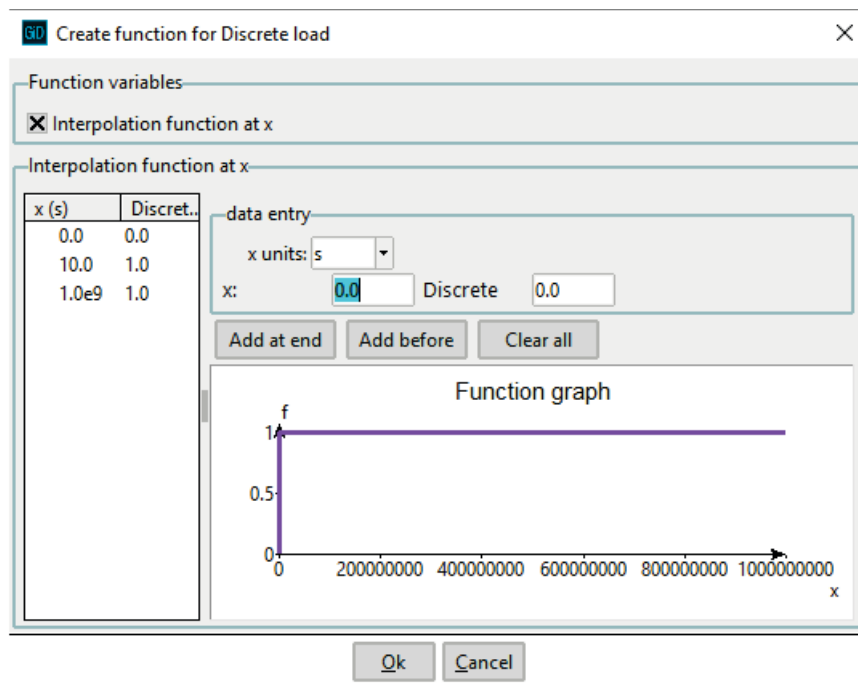 GiD Create function for Discrete load
Function variables
Interpolation function at x
Interpolation function at x
x (s) Discret..
0.0 0.0
10.0 1.0
1.0e9 1.0
data entry
x units: s
x: 0.0 Discrete 0.0
Add at end Add before Clear all
Function graph
f
1
0.5
0
0 200000000 400000000 600000000 800000000 1000000000
x
Ok Cancel